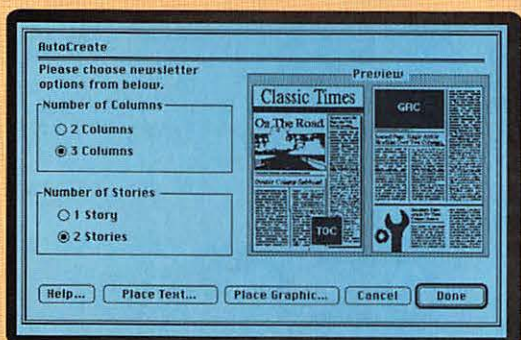 AutoCreate
Please choose newsletter
options from below.
Number of Columns
2 Columns
3 Columns
Number of Stories
1 Story
2 Stories
Preview
Classic Times
On The Road
TOC
GRC
Help...
Place Text...
Place Graphic...
Cancel
Done